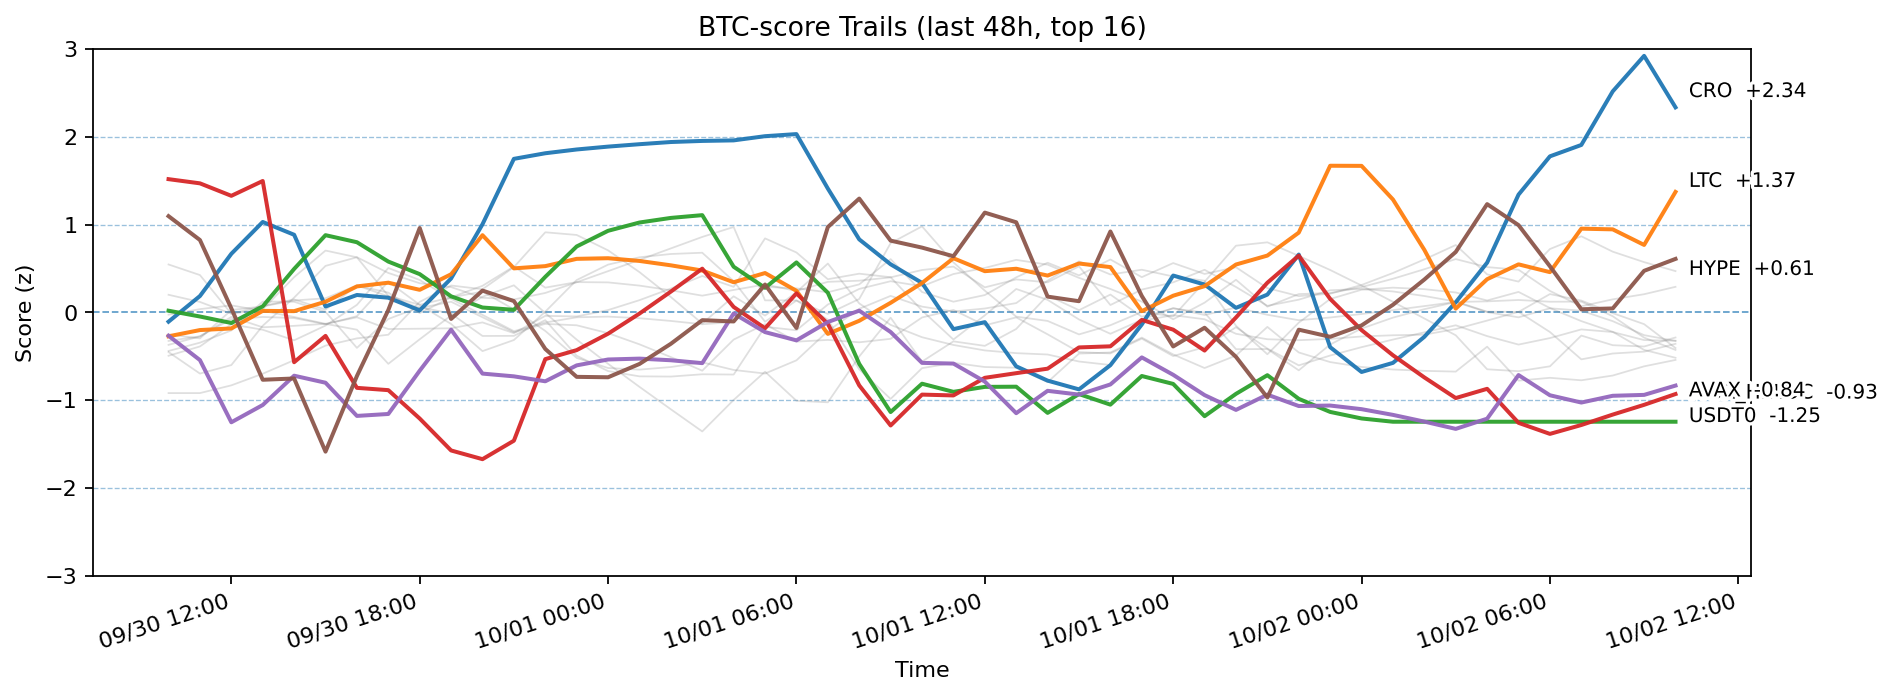 BTC-score Trails (last 48h, top 16)
Score (z)
3
2
1
0
−1
−2
−3
CRO +2.34
LTC +1.37
HYPE +0.61
AVAX -0.84
-0.93
USDT0 -1.25
09/30 12:00
09/30 18:00
10/01 00:00
10/01 06:00
10/01 12:00
10/01 18:00
10/02 00:00
10/02 06:00
10/02 12:00
Time